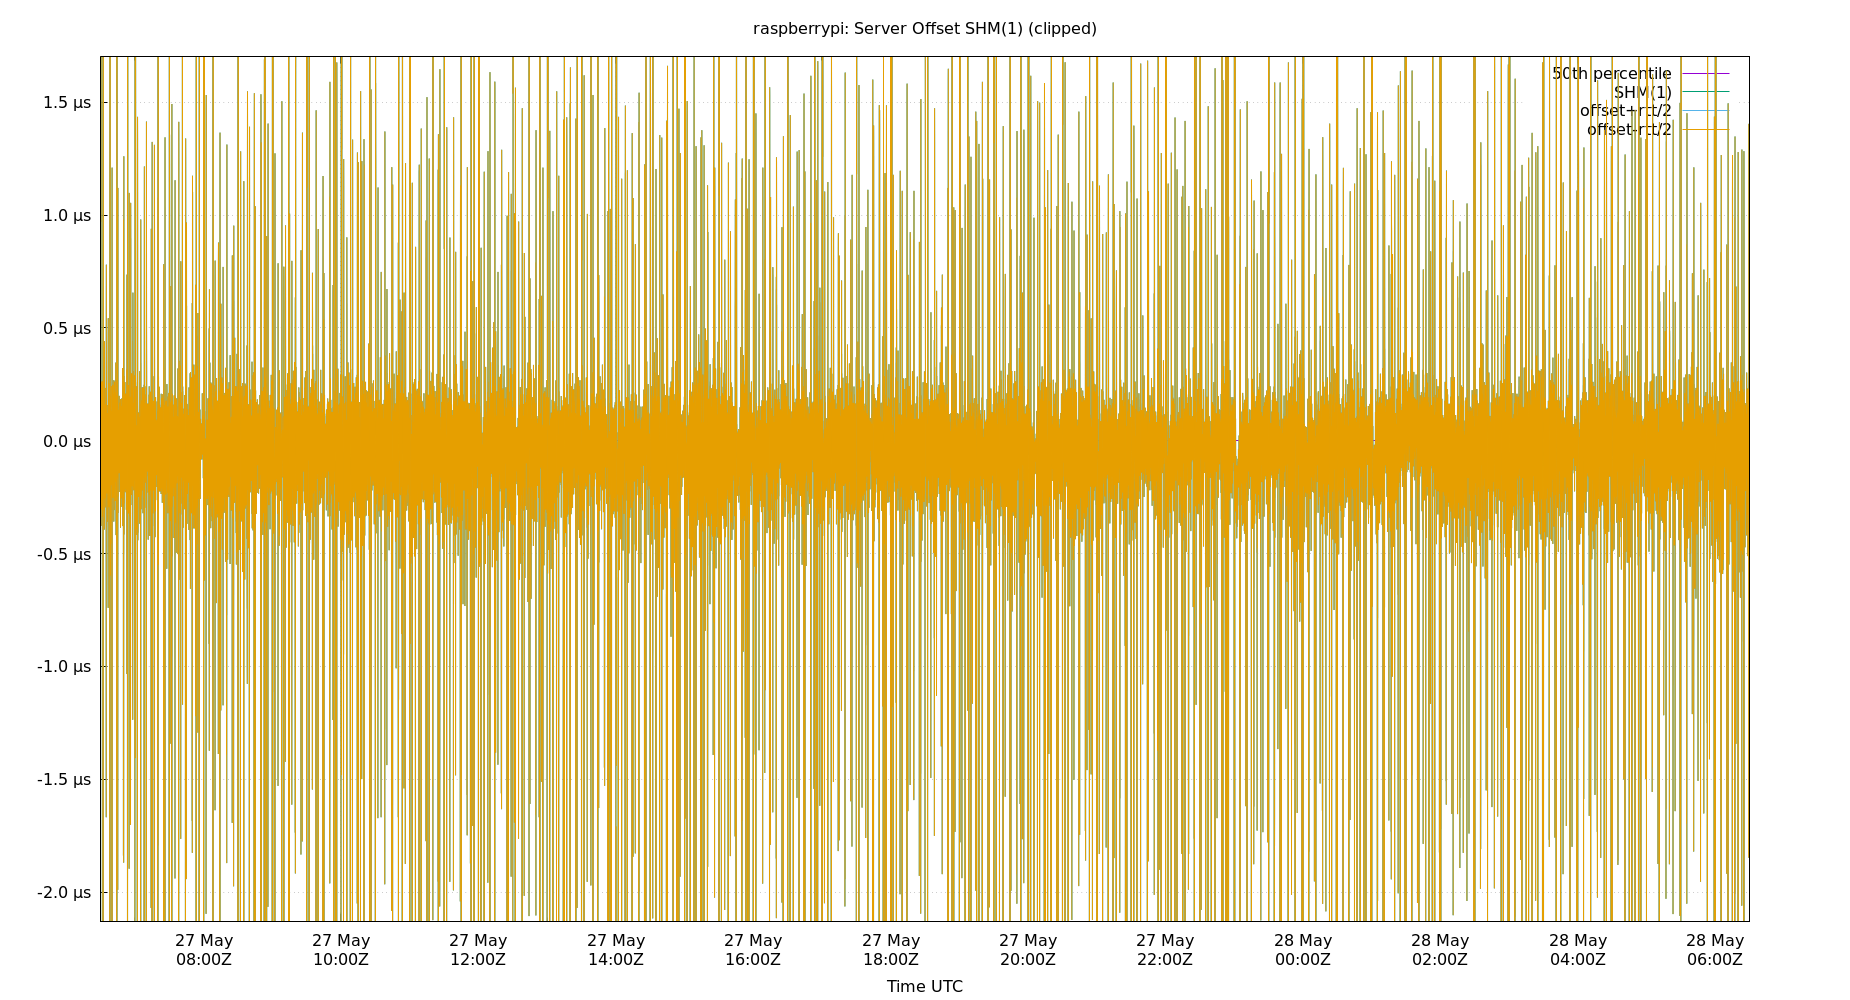 raspberrypi: Server Offset SHM(1) (clipped)
50th percentile
SHM(1)
offset+rtt/2
offset-rtt/2
1.5 µs
1.0 µs
0.5 µs
0.0 µs
-0.5 µs
-1.0 µs
-1.5 µs
-2.0 µs
27 May 27 May 27 May 27 May 27 May 27 May 27 May 27 May 28 May 28 May 28 May 28 May
08:00Z 10:00Z 12:00Z 14:00Z 16:00Z 18:00Z 20:00Z 22:00Z 00:00Z 02:00Z 04:00Z 06:00Z
Time UTC